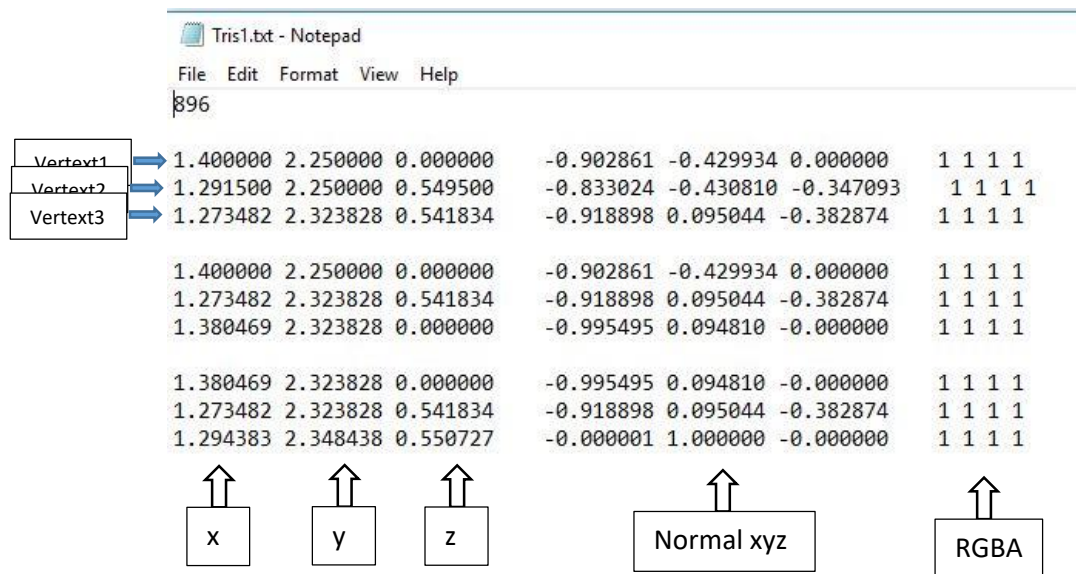 Tris1.txt - Notepad
File Edit Format View Help
896
Vertext1 1.400000 2.250000 0.000000 -0.902861 -0.429934 0.000000 1 1 1 1
Vertext2 1.291500 2.250000 0.549500 -0.833024 -0.430810 -0.347093 1 1 1 1
Vertext3 1.273482 2.323828 0.541834 -0.918898 0.095044 -0.382874 1 1 1 1
1.400000 2.250000 0.000000 -0.902861 -0.429934 0.000000 1 1 1 1
1.273482 2.323828 0.541834 -0.918898 0.095044 -0.382874 1 1 1 1
1.380469 2.323828 0.000000 -0.995495 0.094810 -0.000000 1 1 1 1
1.380469 2.323828 0.000000 -0.995495 0.094810 -0.000000 1 1 1 1
1.273482 2.323828 0.541834 -0.918898 0.095044 -0.382874 1 1 1 1
1.294383 2.348438 0.550727 -0.000001 1.000000 -0.000000 1 1 1 1
x y z Normal xyz RGBA